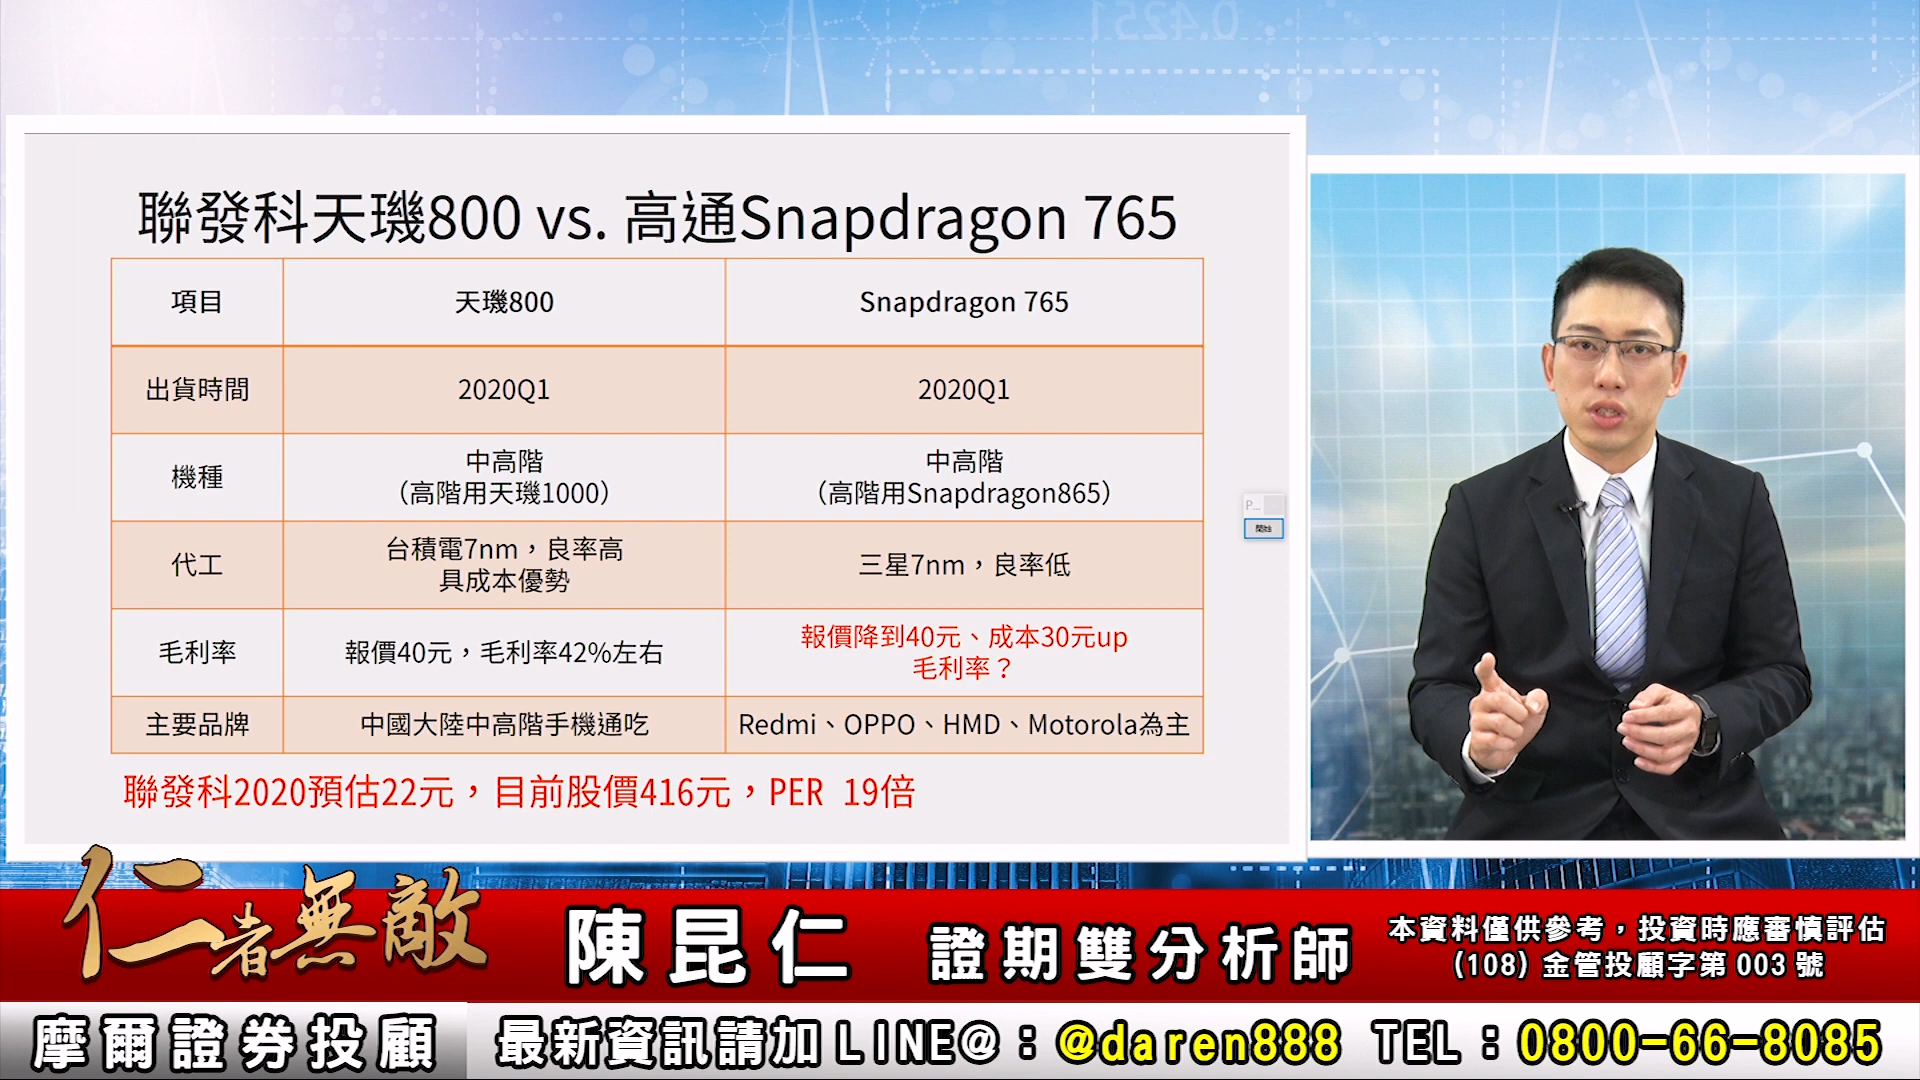 0.4251
聯發科天璣800 vs. 高通Snapdragon 765
項目 天璣800 Snapdragon 765
出貨時間 2020Q1 2020Q1
機種 中高階 中高階
（高階用天璣1000） （高階用Snapdragon865）
代工 台積電7nm，良率高 三星7nm，良率低
具成本優勢
毛利率 報價40元，毛利率42%左右 報價降到40元、成本30元up
毛利率？
主要品牌 中國大陸中高階手機通吃 Redmi、OPPO、HMD、Motorola為主
聯發科2020預估22元，目前股價416元，PER 19倍
P...
開始
仁者無敵
陳昆仁
證期雙分析師
本資料僅供參考，投資時應審慎評估
(108) 金管投顧字第 003 號
摩爾證券投顧
最新資訊請加LINE@：@daren888 TEL：0800-66-8085